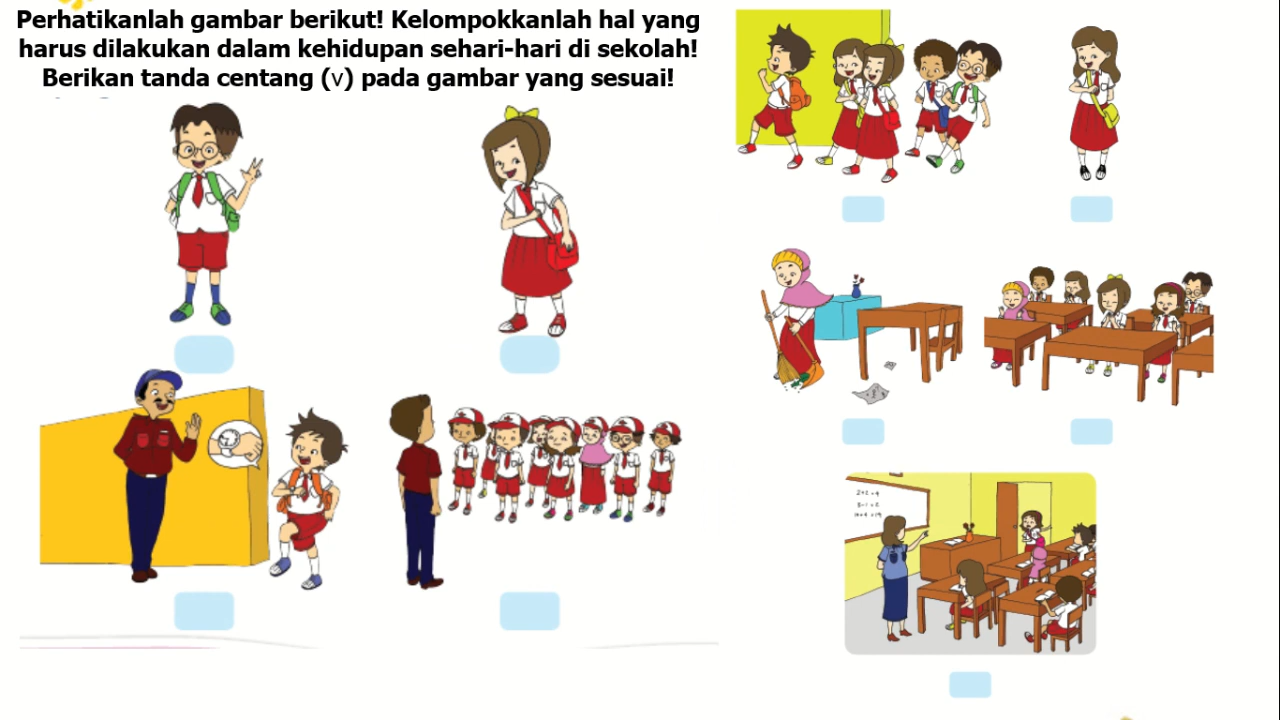 Perhatikanlah gambar berikut! Kelompokkanlah hal yang
harus dilakukan dalam kehidupan sehari-hari di sekolah!
Berikan tanda centang (v) pada gambar yang sesuai!